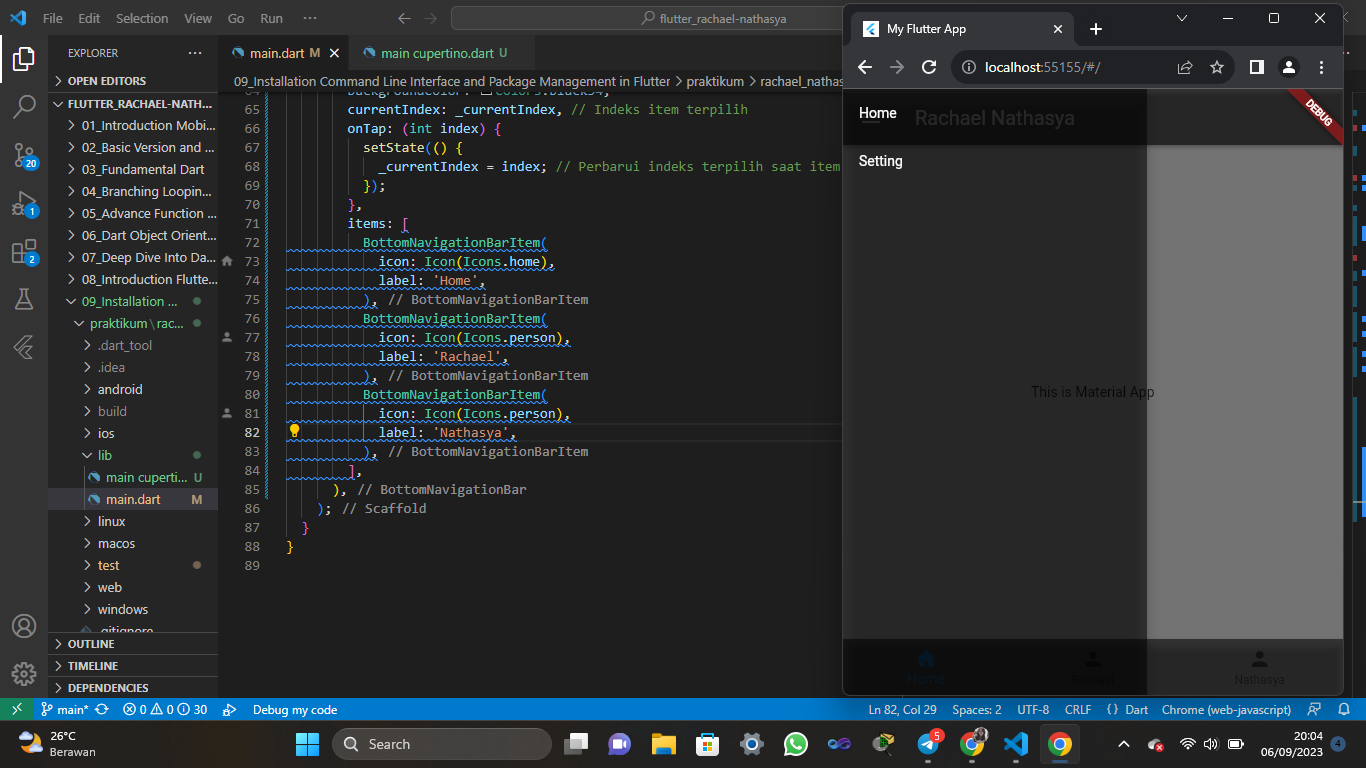 File Edit Selection View Go Run ···
flutter_rachael-nathasya
EXPLORER ···
OPEN EDITORS
FLUTTER_RACHAEL-NATH...
01_Introduction Mobi...
02_Basic Version and ...
03_Fundamental Dart
04_Branching Loopin...
05_Advance Function ...
06_Dart Object Orient...
07_Deep Dive Into Da...
08_Introduction Flutte...
09_Installation ...
praktikum\rac...
.dart_tool
.idea
android
build
ios
lib
main cuperti... U
main.dart M
linux
macos
test
web
windows
.gitignore
OUTLINE
TIMELINE
DEPENDENCIES
20
1
2
main.dart M
main cupertino.dart U
09_Installation Command Line Interface and Package Management in Flutter > praktikum > rachael_nathas
64 backgroundColor: Colors.black54,
65 currentIndex: _currentIndex, // Indeks item terpilih
66 onTap: (int index) {
67 setState(() {
68 _currentIndex = index; // Perbarui indeks terpilih saat item
69 });
70 },
71 items: [
72 BottomNavigationBarItem(
73 icon: Icon(Icons.home),
74 label: 'Home',
75 ), // BottomNavigationBarItem
76 BottomNavigationBarItem(
77 icon: Icon(Icons.person),
78 label: 'Rachael',
79 ), // BottomNavigationBarItem
80 BottomNavigationBarItem(
81 icon: Icon(Icons.person),
82 label: 'Nathasya',
83 ), // BottomNavigationBarItem
84 ],
85 ), // BottomNavigationBar
86 ); // Scaffold
87 }
88 }
89
My Flutter App
localhost:55155/#/
Home
Rachael Nathasya
DEBUG
Setting
This is Material App
Home
Nathasya
main* 0 0 30 Debug my code
Ln 82, Col 29 Spaces: 2 UTF-8 CRLF {} Dart Chrome (web-javascript)
26°C
Berawan
Search
5
20:04
06/09/2023
4